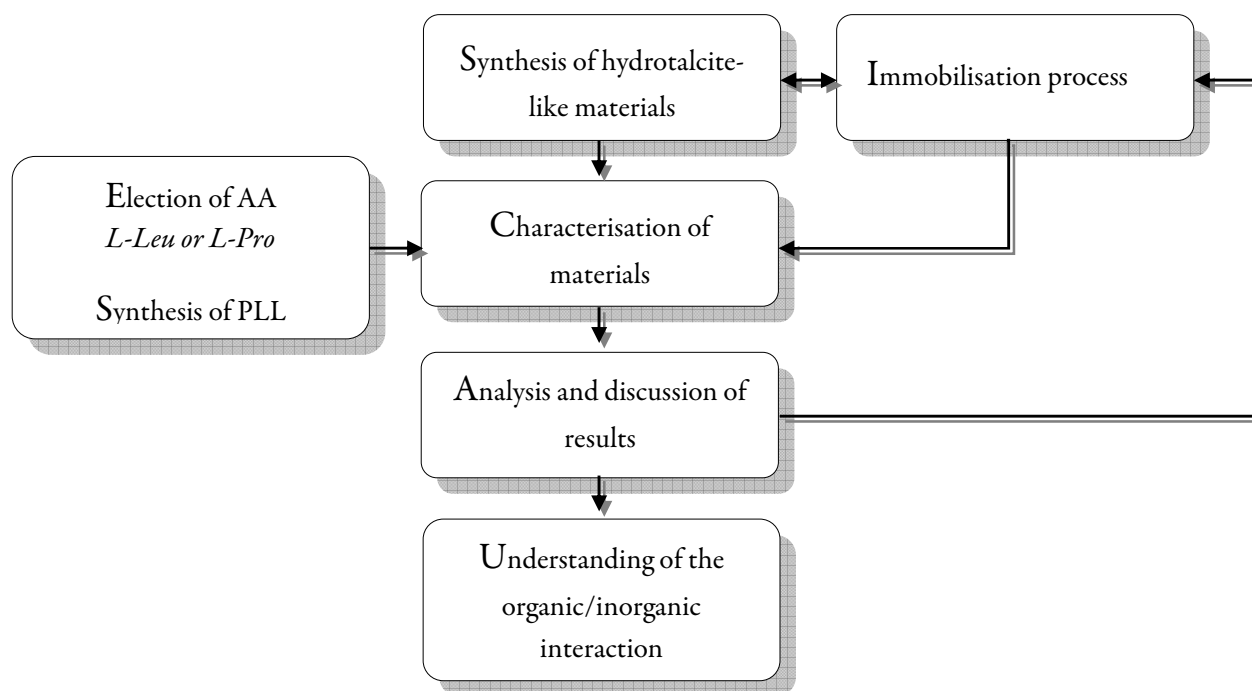 Synthesis of hydrotalcite-
like materials
Immobilisation process
Election of AA
L-Leu or L-Pro
Synthesis of PLL
Characterisation of
materials
Analysis and discussion of
results
Understanding of the
organic/inorganic
interaction